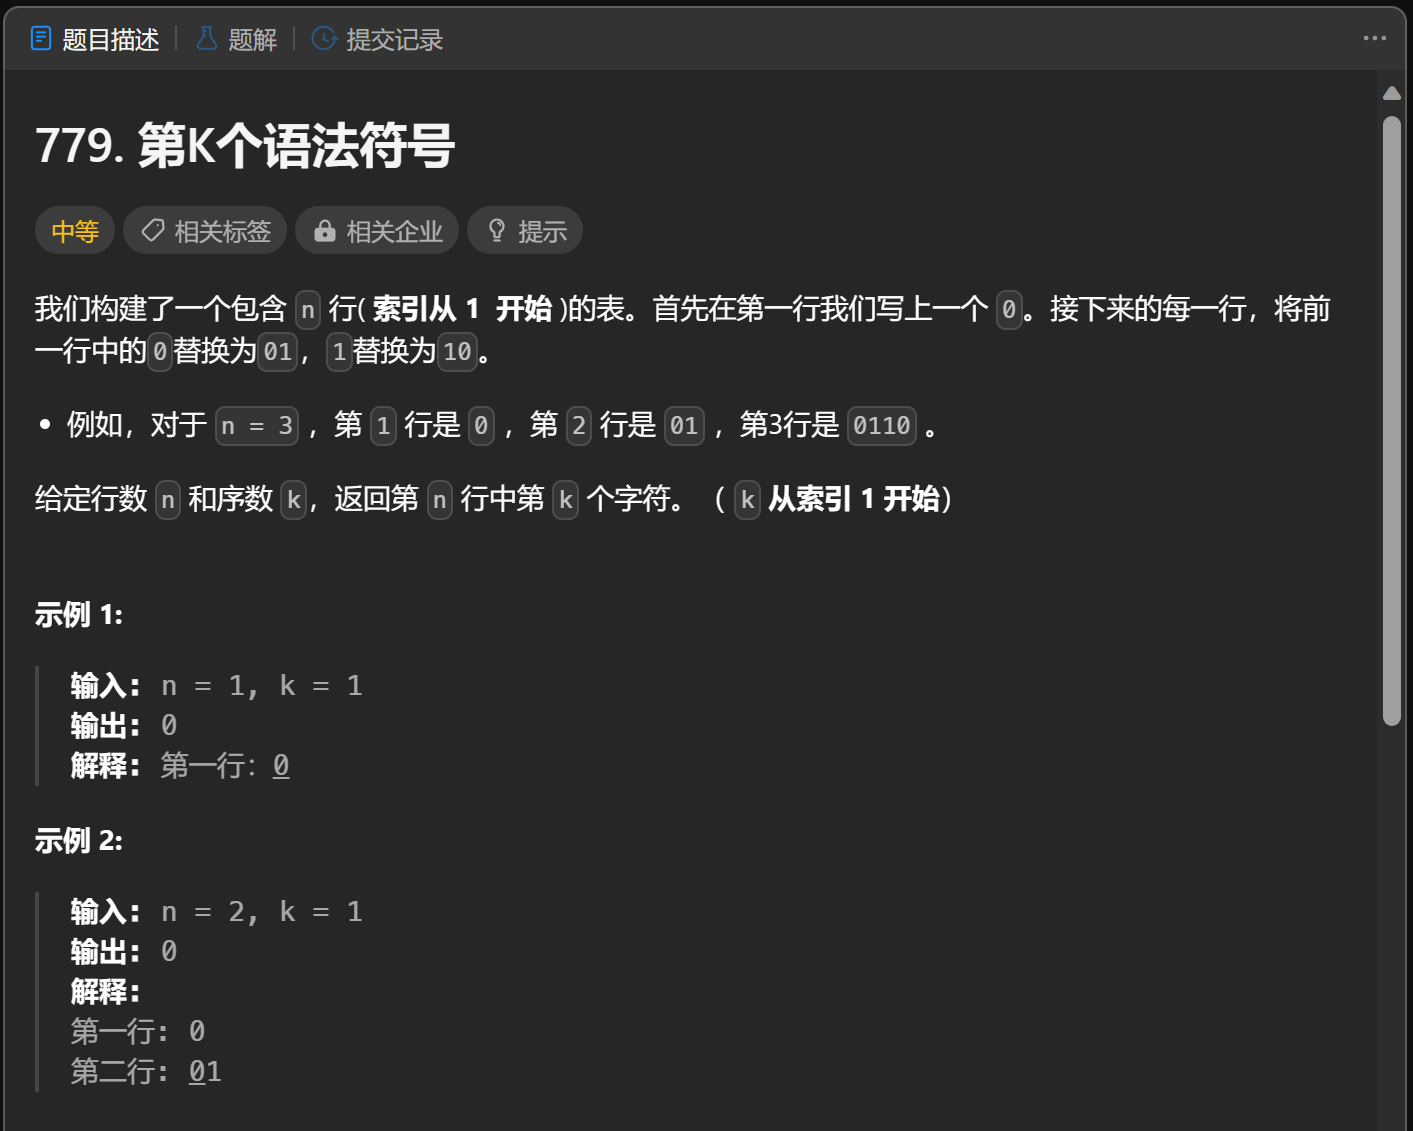 题目描述 题解 提交记录
779. 第K个语法符号
中等 相关标签 相关企业 提示
我们构建了一个包含 n 行( 索引从 1 开始 )的表。首先在第一行我们写上一个 0。接下来的每一行，将前
一行中的0替换为01，1替换为10。
• 例如，对于 n = 3，第 1 行是 0，第 2 行是 01，第3行是 0110 。
给定行数 n 和序数 k，返回第 n 行中第 k 个字符。（ k 从索引 1 开始）
示例 1:
输入: n = 1, k = 1
输出: 0
解释: 第一行：0
示例 2:
输入: n = 2, k = 1
输出: 0
解释:
第一行: 0
第二行: 01